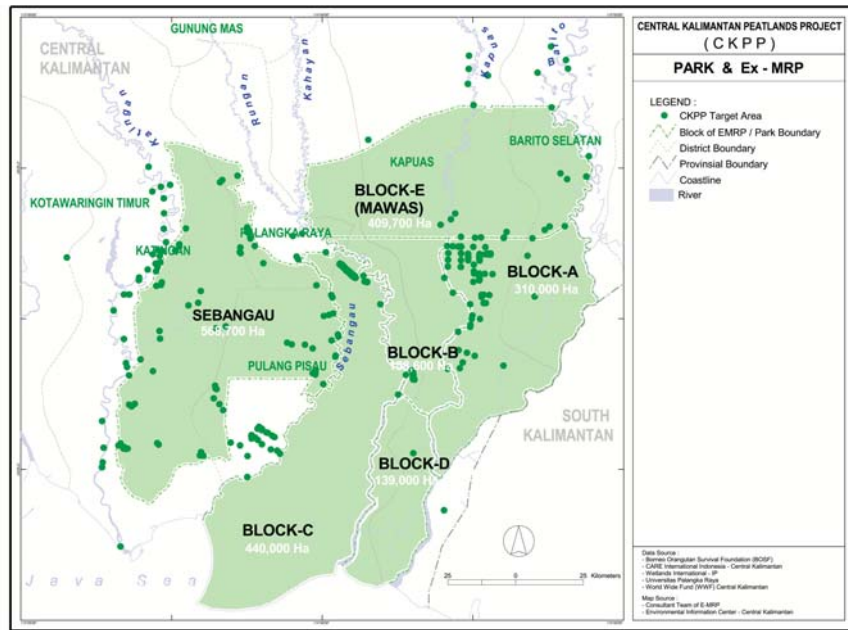 CENTRAL KALIMANTAN PEATLANDS PROJECT
( C K P P )
PARK & Ex - MRP
LEGEND :
CKPP Target Area
Block of EMRP / Park Boundary
District Boundary
Provinsial Boundary
Coastline
River
GUNUNG MAS
CENTRAL
KALIMANTAN
Katingan
Rungan
Kahayan
Kapuas
Barito
BARITO SELATAN
KAPUAS
BLOCK-E
(MAWAS)
409,700 Ha
KOTAWARINGIN TIMUR
PALANGKA RAYA
KATINGAN
BLOCK-A
310,000 Ha
SEBANGAU
Sebangau
BLOCK-B
PULANG PISAU
SOUTH
KALIMANTAN
BLOCK-D
139,000 Ha
BLOCK-C
440,000 Ha
Java Sea
25 0 25 Kilometers
Data Source :
- Borneo Orangutan Survival Foundation (BOSF)
- CARE International Indonesia - Central Kalimantan
- Wetlands International - IP
- Universitas Palangka Raya
- World Wide Fund (WWF) Central Kalimantan
Map Source :
- Consultant Team of E-MRP
- Environmental Information Center - Central Kalimantan